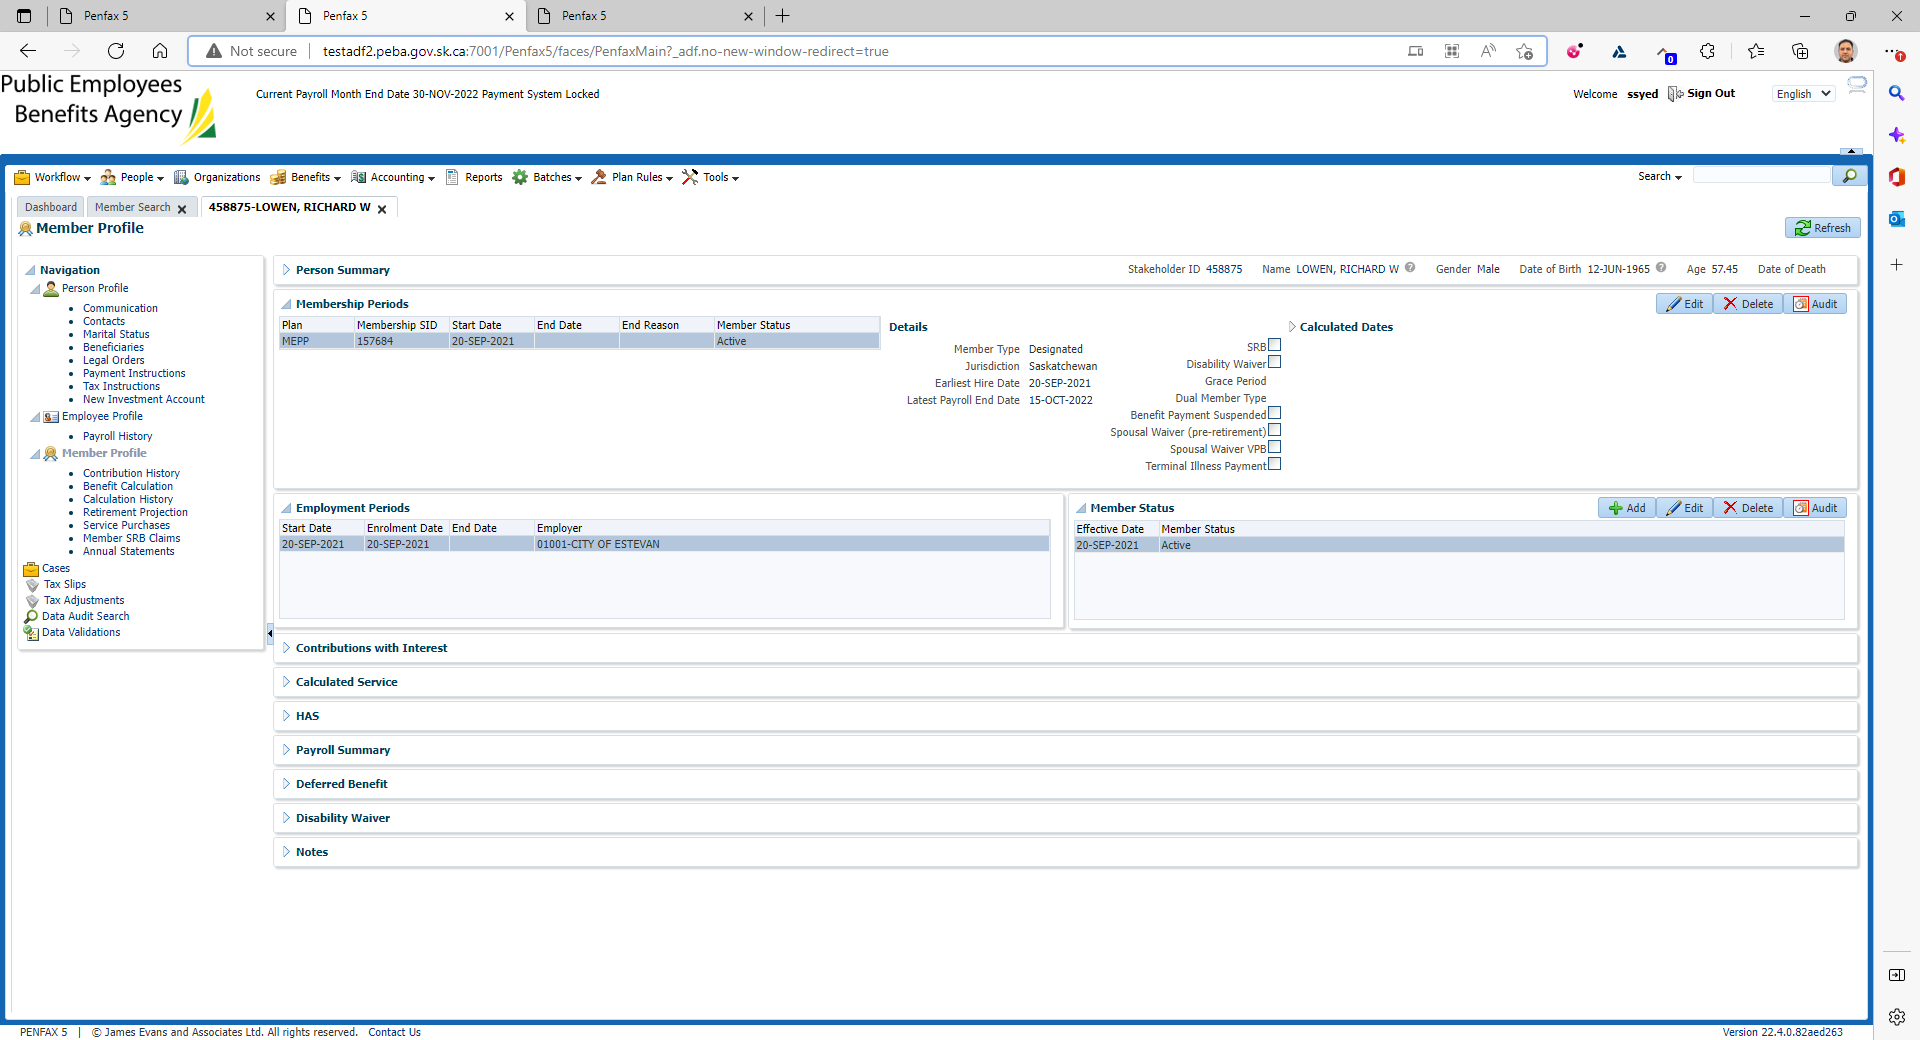 Penfax 5
Penfax 5
Penfax 5
Not secure
testadf2.peba.gov.sk.ca:7001/Penfax5/faces/PenfaxMain?_adf.no-new-window-redirect=true
0
Public Employees
Benefits Agency
Current Payroll Month End Date 30-NOV-2022 Payment System Locked
Welcome ssyed Sign Out English
Workflow People Organizations Benefits Accounting Reports Batches Plan Rules Tools Search
Dashboard Member Search 458875-LOWEN, RICHARD W
Member Profile
Refresh
Navigation
Person Profile
Communication
Contacts
Marital Status
Beneficiaries
Legal Orders
Payment Instructions
Tax Instructions
New Investment Account
Employee Profile
Payroll History
Member Profile
Contribution History
Benefit Calculation
Calculation History
Retirement Projection
Service Purchases
Member SRB Claims
Annual Statements
Cases
Tax Slips
Tax Adjustments
Data Audit Search
Data Validations
Person Summary Stakeholder ID 458875 Name LOWEN, RICHARD W Gender Male Date of Birth 12-JUN-1965 Age 57.45 Date of Death
Membership Periods Edit Delete Audit
Plan Membership SID Start Date End Date End Reason Member Status
MEPP 157684 20-SEP-2021 Active
Details
Member Type Designated
Jurisdiction Saskatchewan
Earliest Hire Date 20-SEP-2021
Latest Payroll End Date 15-OCT-2022
SRB
Disability Waiver
Grace Period
Dual Member Type
Benefit Payment Suspended
Spousal Waiver (pre-retirement)
Spousal Waiver VPB
Terminal Illness Payment
Calculated Dates
Employment Periods
Start Date Enrolment Date End Date Employer
20-SEP-2021 20-SEP-2021 01001-CITY OF ESTEVAN
Member Status Add Edit Delete Audit
Effective Date Member Status
20-SEP-2021 Active
Contributions with Interest
Calculated Service
HAS
Payroll Summary
Deferred Benefit
Disability Waiver
Notes
PENFAX 5 | © James Evans and Associates Ltd. All rights reserved. Contact Us
Version 22.4.0.82aed263